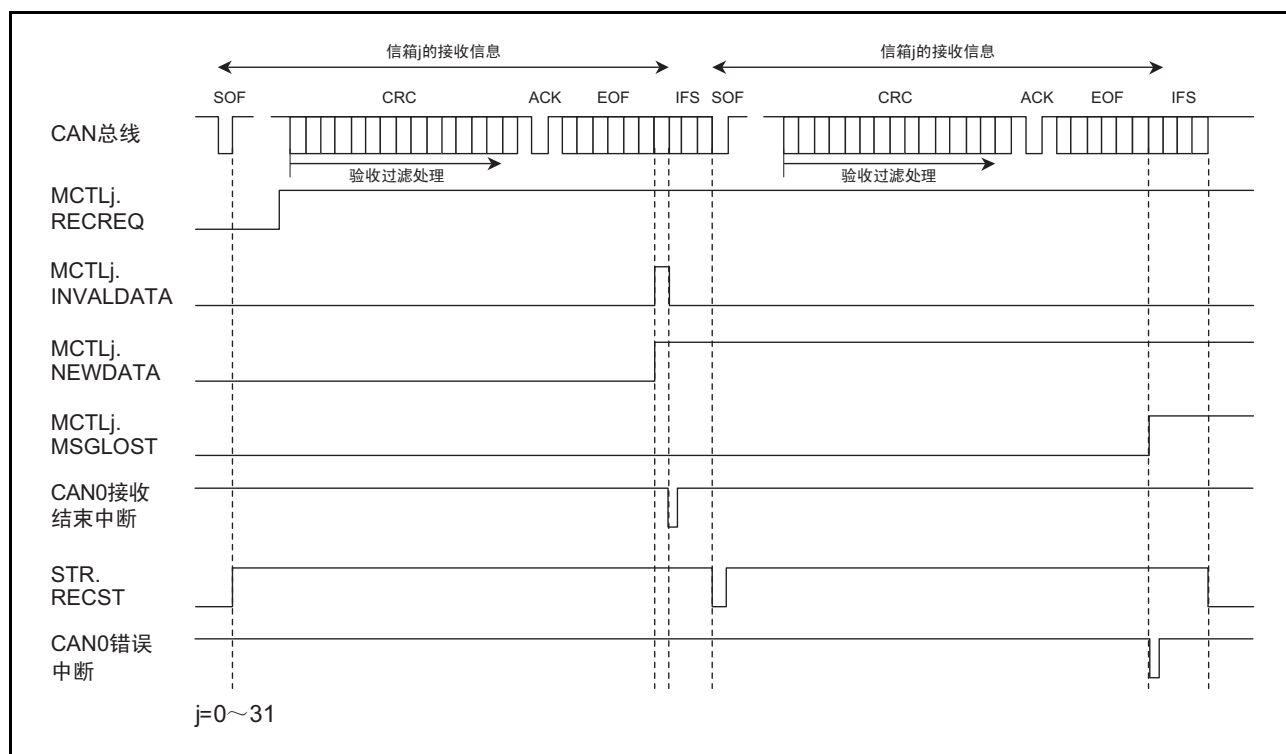 信箱j的接收信息 信箱j的接收信息
SOF CRC ACK EOF IFS SOF CRC ACK EOF IFS
CAN总线
验收过滤处理 验收过滤处理
MCTLj.
RECREQ
MCTLj.
INVALDATA
MCTLj.
NEWDATA
MCTLj.
MSGLOST
CAN0接收
结束中断
STR.
RECST
CAN0错误
中断
j=0～31